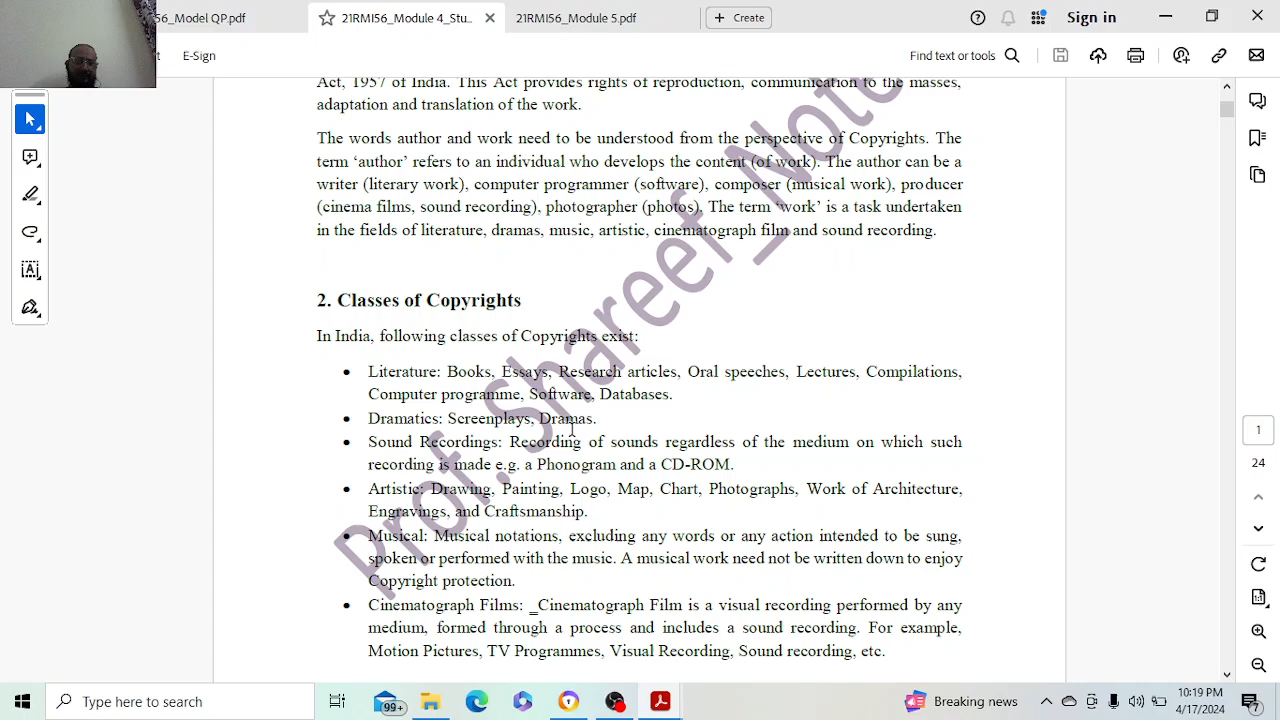 56_Model QP.pdf
21RMI56_Module 4_Stu...
21RMI56_Module 5.pdf
Create
Sign in
E-Sign
Find text or tools
Act, 1957 of India. This Act provides rights of reproduction, communication to the masses,
adaptation and translation of the work.
The words author and work need to be understood from the perspective of Copyrights. The
term ‘author’ refers to an individual who develops the content (of work). The author can be a
writer (literary work), computer programmer (software), composer (musical work), producer
(cinema films, sound recording), photographer (photos). The term ‘work’ is a task undertaken
in the fields of literature, dramas, music, artistic, cinematograph film and sound recording.
2. Classes of Copyrights
In India, following classes of Copyrights exist:
• Literature: Books, Essays, Research articles, Oral speeches, Lectures, Compilations,
Computer programme, Software, Databases.
• Dramatics: Screenplays, Dramas.
• Sound Recordings: Recording of sounds regardless of the medium on which such
recording is made e.g. a Phonogram and a CD-ROM.
• Artistic: Drawing, Painting, Logo, Map, Chart, Photographs, Work of Architecture,
Engravings, and Craftsmanship.
• Musical: Musical notations, excluding any words or any action intended to be sung,
spoken or performed with the music. A musical work need not be written down to enjoy
Copyright protection.
• Cinematograph Films: ‗Cinematograph Film is a visual recording performed by any
medium, formed through a process and includes a sound recording. For example,
Motion Pictures, TV Programmes, Visual Recording, Sound recording, etc.
Prof. Shareef_Note
1
24
Type here to search
99+
Breaking news
10:19 PM
4/17/2024
7